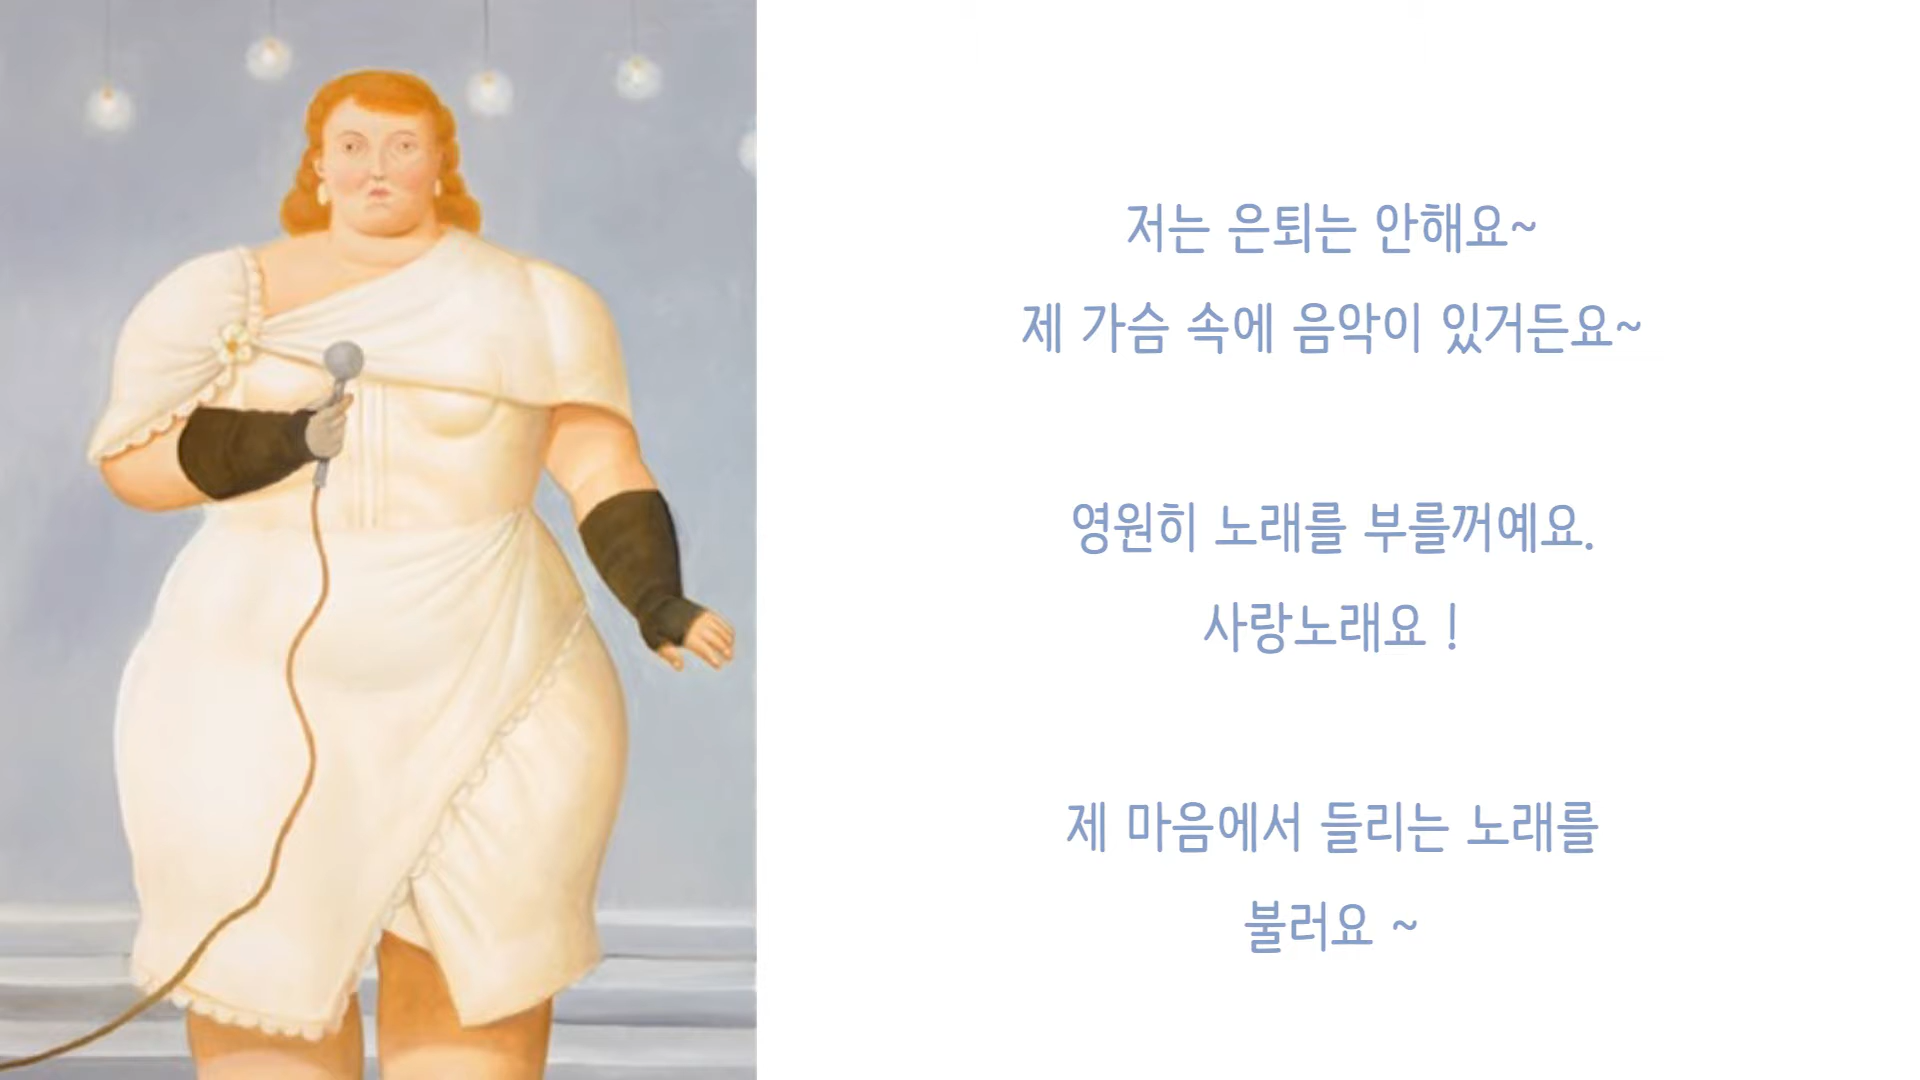 저는 은퇴는 안해요~
제 가슴 속에 음악이 있거든요~
영원히 노래를 부를꺼예요.
사랑노래요 !
제 마음에서 들리는 노래를
불러요 ~